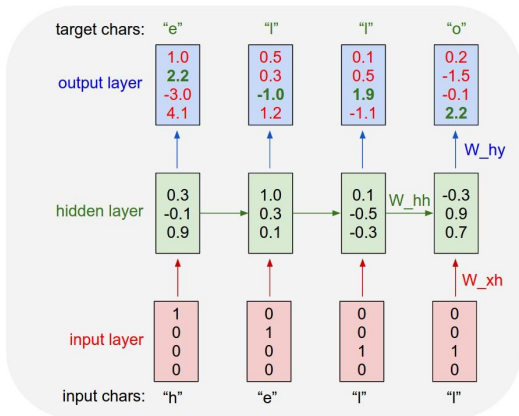 target chars: “e” “l” “l” “o”
output layer
1.0 0.5 0.1 0.2
2.2 0.3 0.5 -1.5
-3.0 -1.0 1.9 -0.1
4.1 1.2 -1.1 2.2
W_hy
hidden layer
0.3 1.0 0.1 -0.3
-0.1 0.3 -0.5 0.9
0.9 0.1 -0.3 0.7
W_hh
W_xh
input layer
1 0 0 0
0 1 0 0
0 0 1 1
0 0 0 0
input chars: “h” “e” “l” “l”